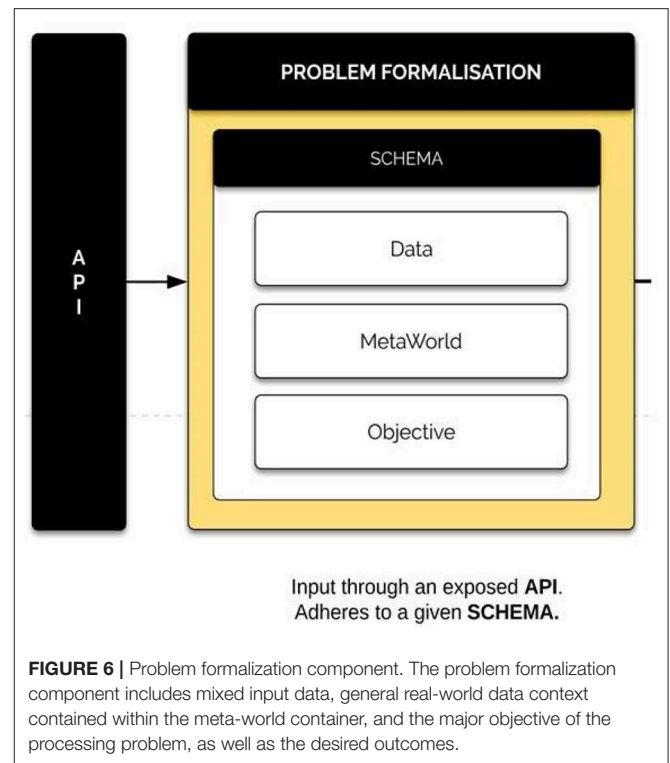 PROBLEM FORMALISATION
SCHEMA
A
P
I
Data
MetaWorld
Objective
Input through an exposed API.
Adheres to a given SCHEMA.
FIGURE 6 | Problem formalization component. The problem formalization
component includes mixed input data, general real-world data context
contained within the meta-world container, and the major objective of the
processing problem, as well as the desired outcomes.